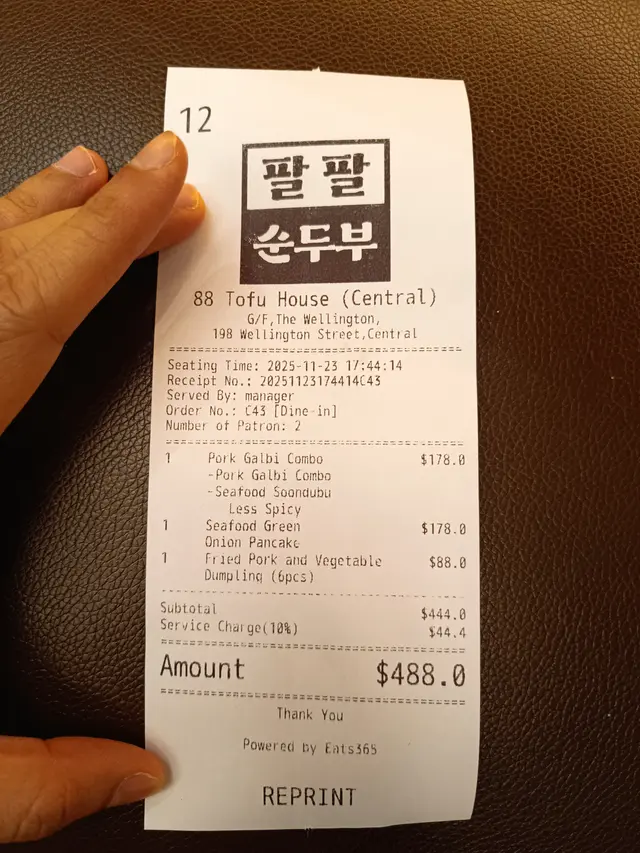 12
팔팔
순두부
88 Tofu House (Central)
G/F,The Wellington,
198 Wellington Street,Central
Seating Time: 2025-11-23 17:44:14
Receipt No.: 20251123174414C43
Served By: manager
Order No.: C43 [Dine-in]
Number of Patron: 2
1 Pork Galbi Combo $178.0
-Pork Galbi Combo
-Seafood Soondubu
Less Spicy
1 Seafood Green $178.0
Onion Pancake
1 Fried Pork and Vegetable $88.0
Dumpling (6pcs)
Subtotal $444.0
Service Charge(10%) $44.4
Amount $488.0
Thank You
Powered by Eats365
REPRINT